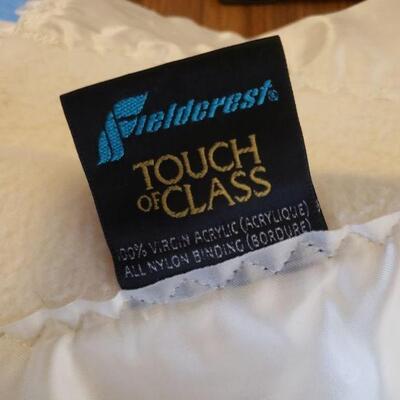 Fieldcrest®
TOUCH
OF CLASS
100% VIRGIN ACRYLIC (ACRYLIQUE)
ALL NYLON BINDING (BORDURE)